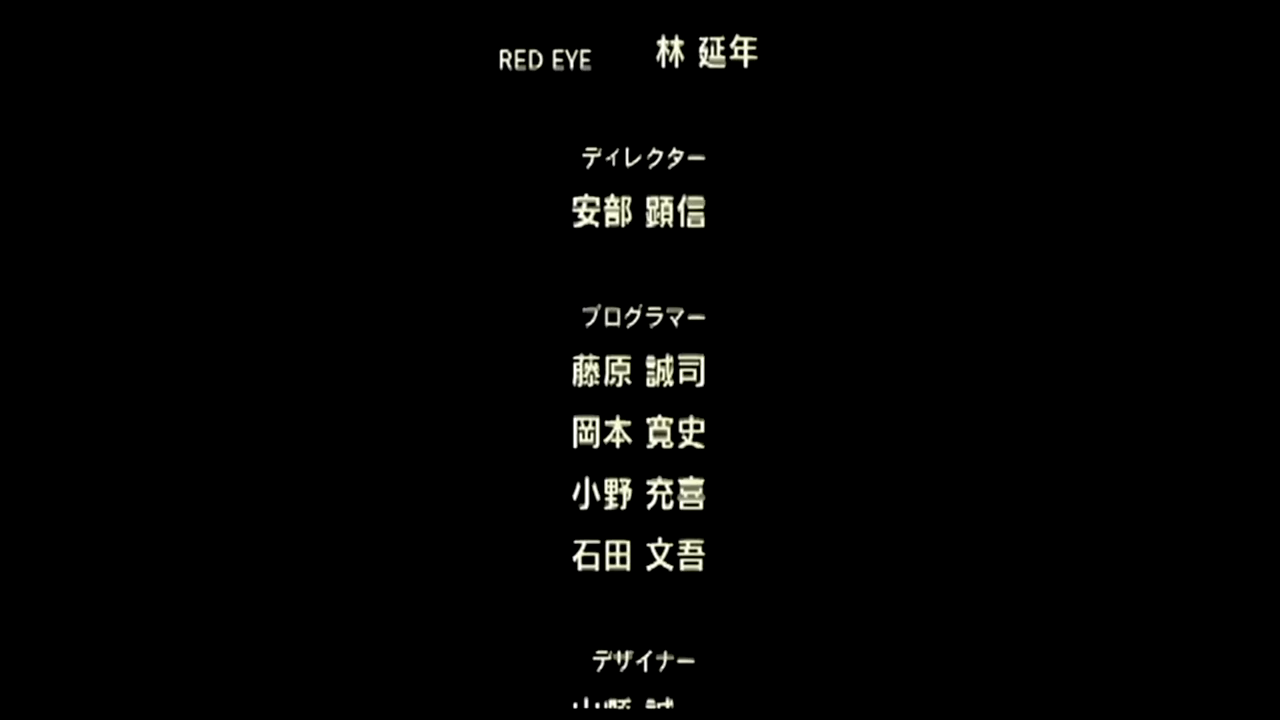 RED EYE 林 延年
ディレクター
安部 顕信
プログラマー
藤原 誠司
岡本 寛史
小野 充喜
石田 文吾
デザイナー